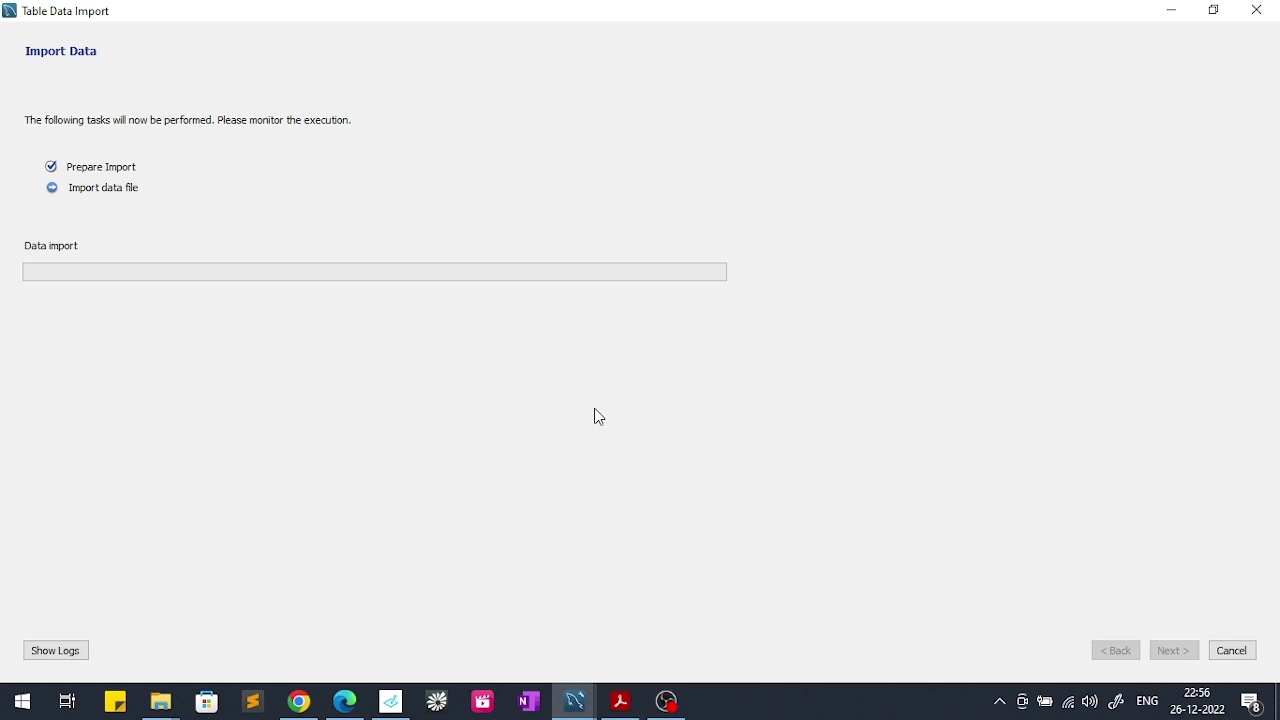 Table Data Import
Import Data
The following tasks will now be performed. Please monitor the execution.
Prepare Import
Import data file
Data import
Show Logs
< Back
Next >
Cancel
N
ENG
22:56
26-12-2022
8